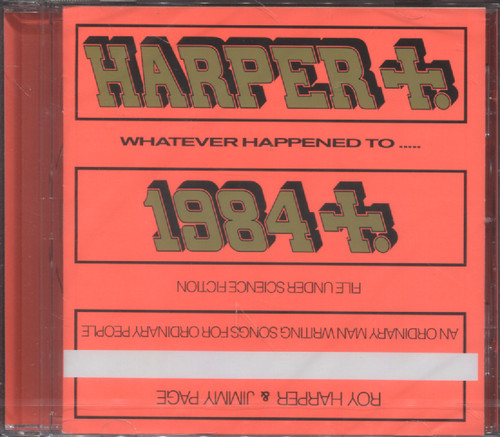 HARPER +.
WHATEVER HAPPENED TO .....
1984 +.
FILE UNDER SCIENCE FICTION
AN ORDINARY MAN WRITING SONGS FOR ORDINARY PEOPLE
ROY HARPER & JIMMY PAGE